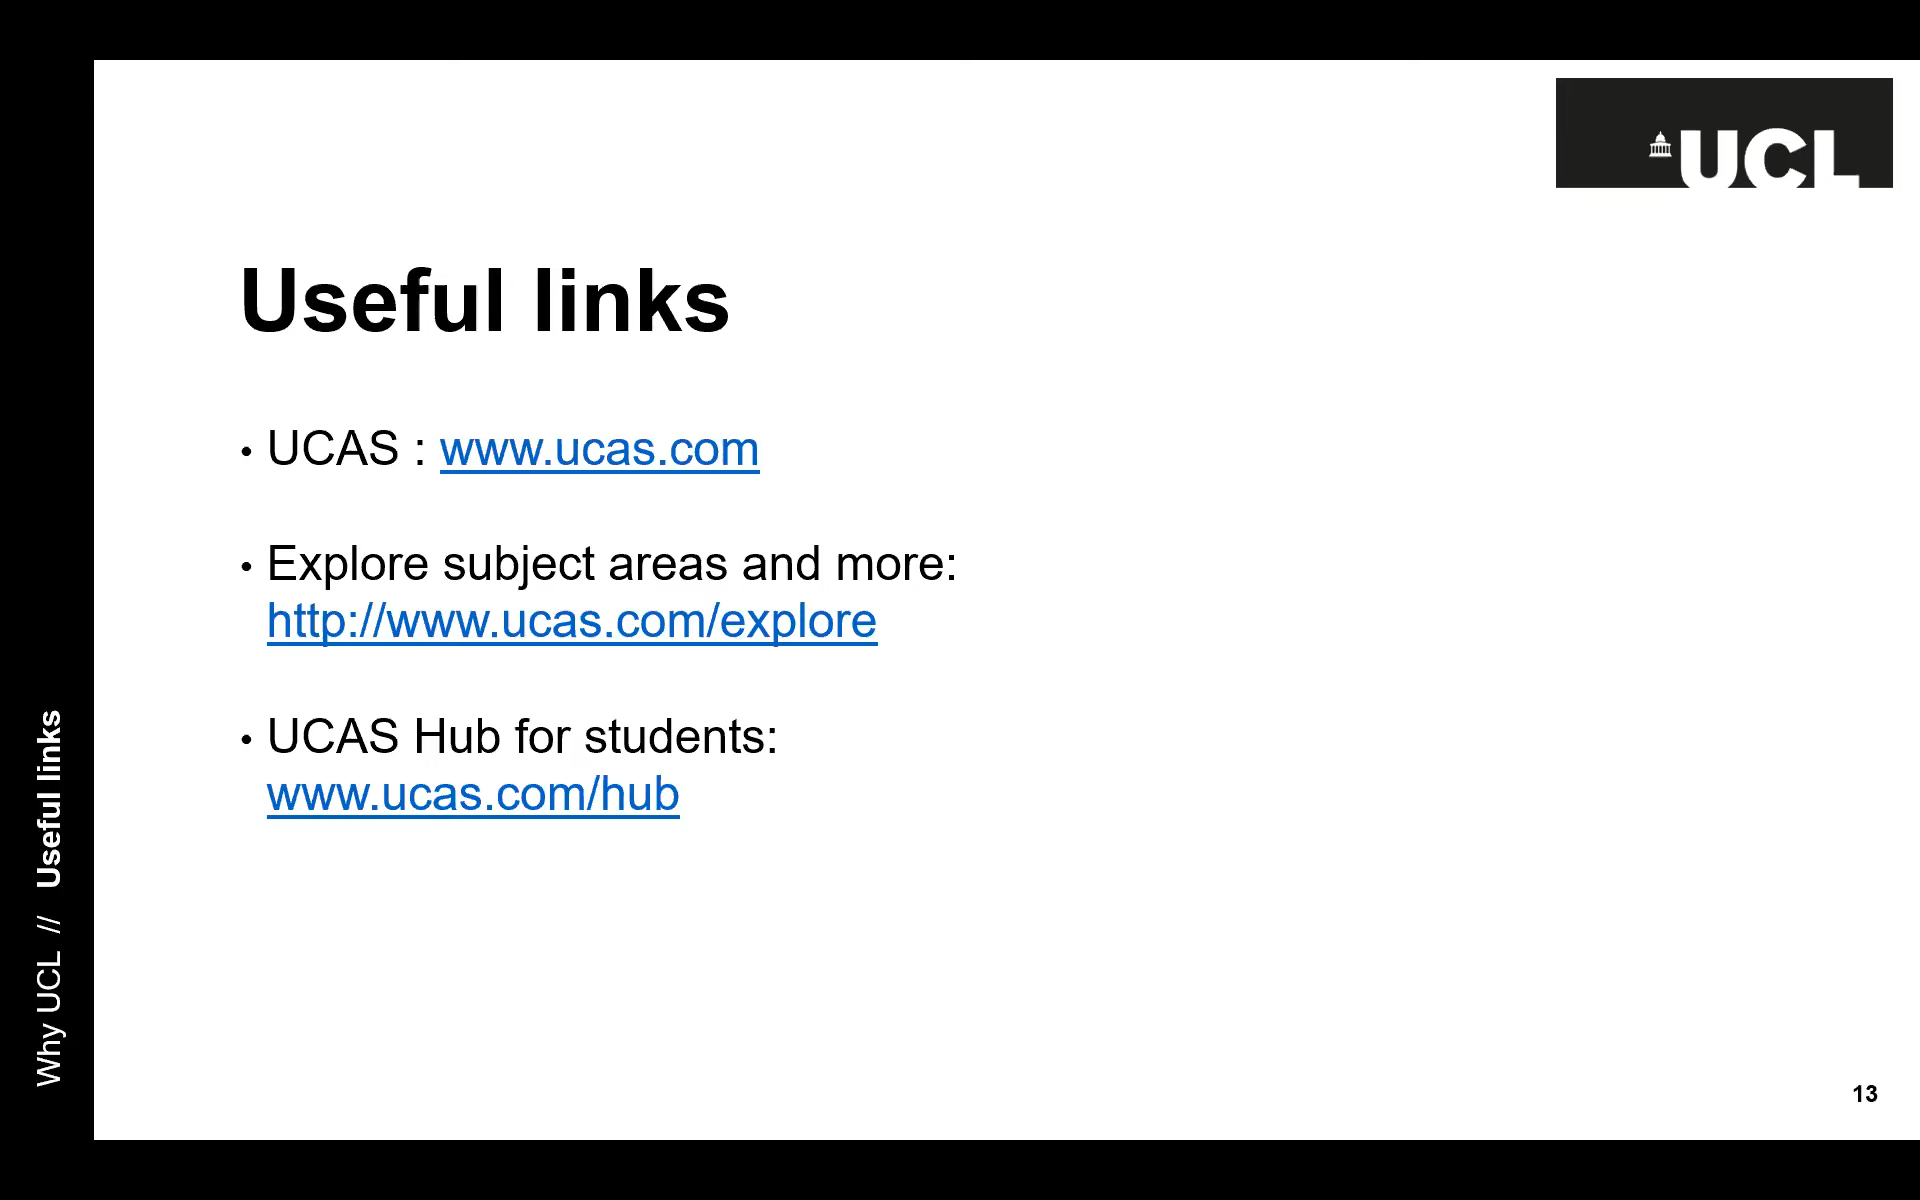 UCL
Useful links
• UCAS : www.ucas.com
• Explore subject areas and more:
http://www.ucas.com/explore
• UCAS Hub for students:
www.ucas.com/hub
Why UCL // Useful links
13